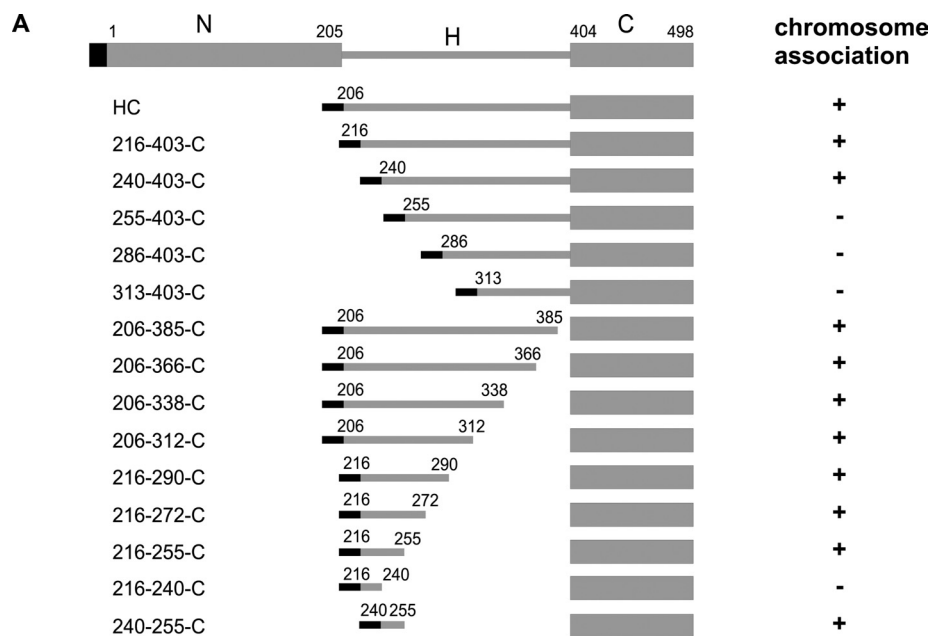 A
1 N 205 H 404 C 498 chromosome
association
HC 206 +
216-403-C 216 +
240-403-C 240 +
255-403-C 255 -
286-403-C 286 -
313-403-C 313 -
206-385-C 206 385 +
206-366-C 206 366 +
206-338-C 206 338 +
206-312-C 206 312 +
216-290-C 216 290 +
216-272-C 216 272 +
216-255-C 216 255 +
216-240-C 216 240 -
240-255-C 240 255 +